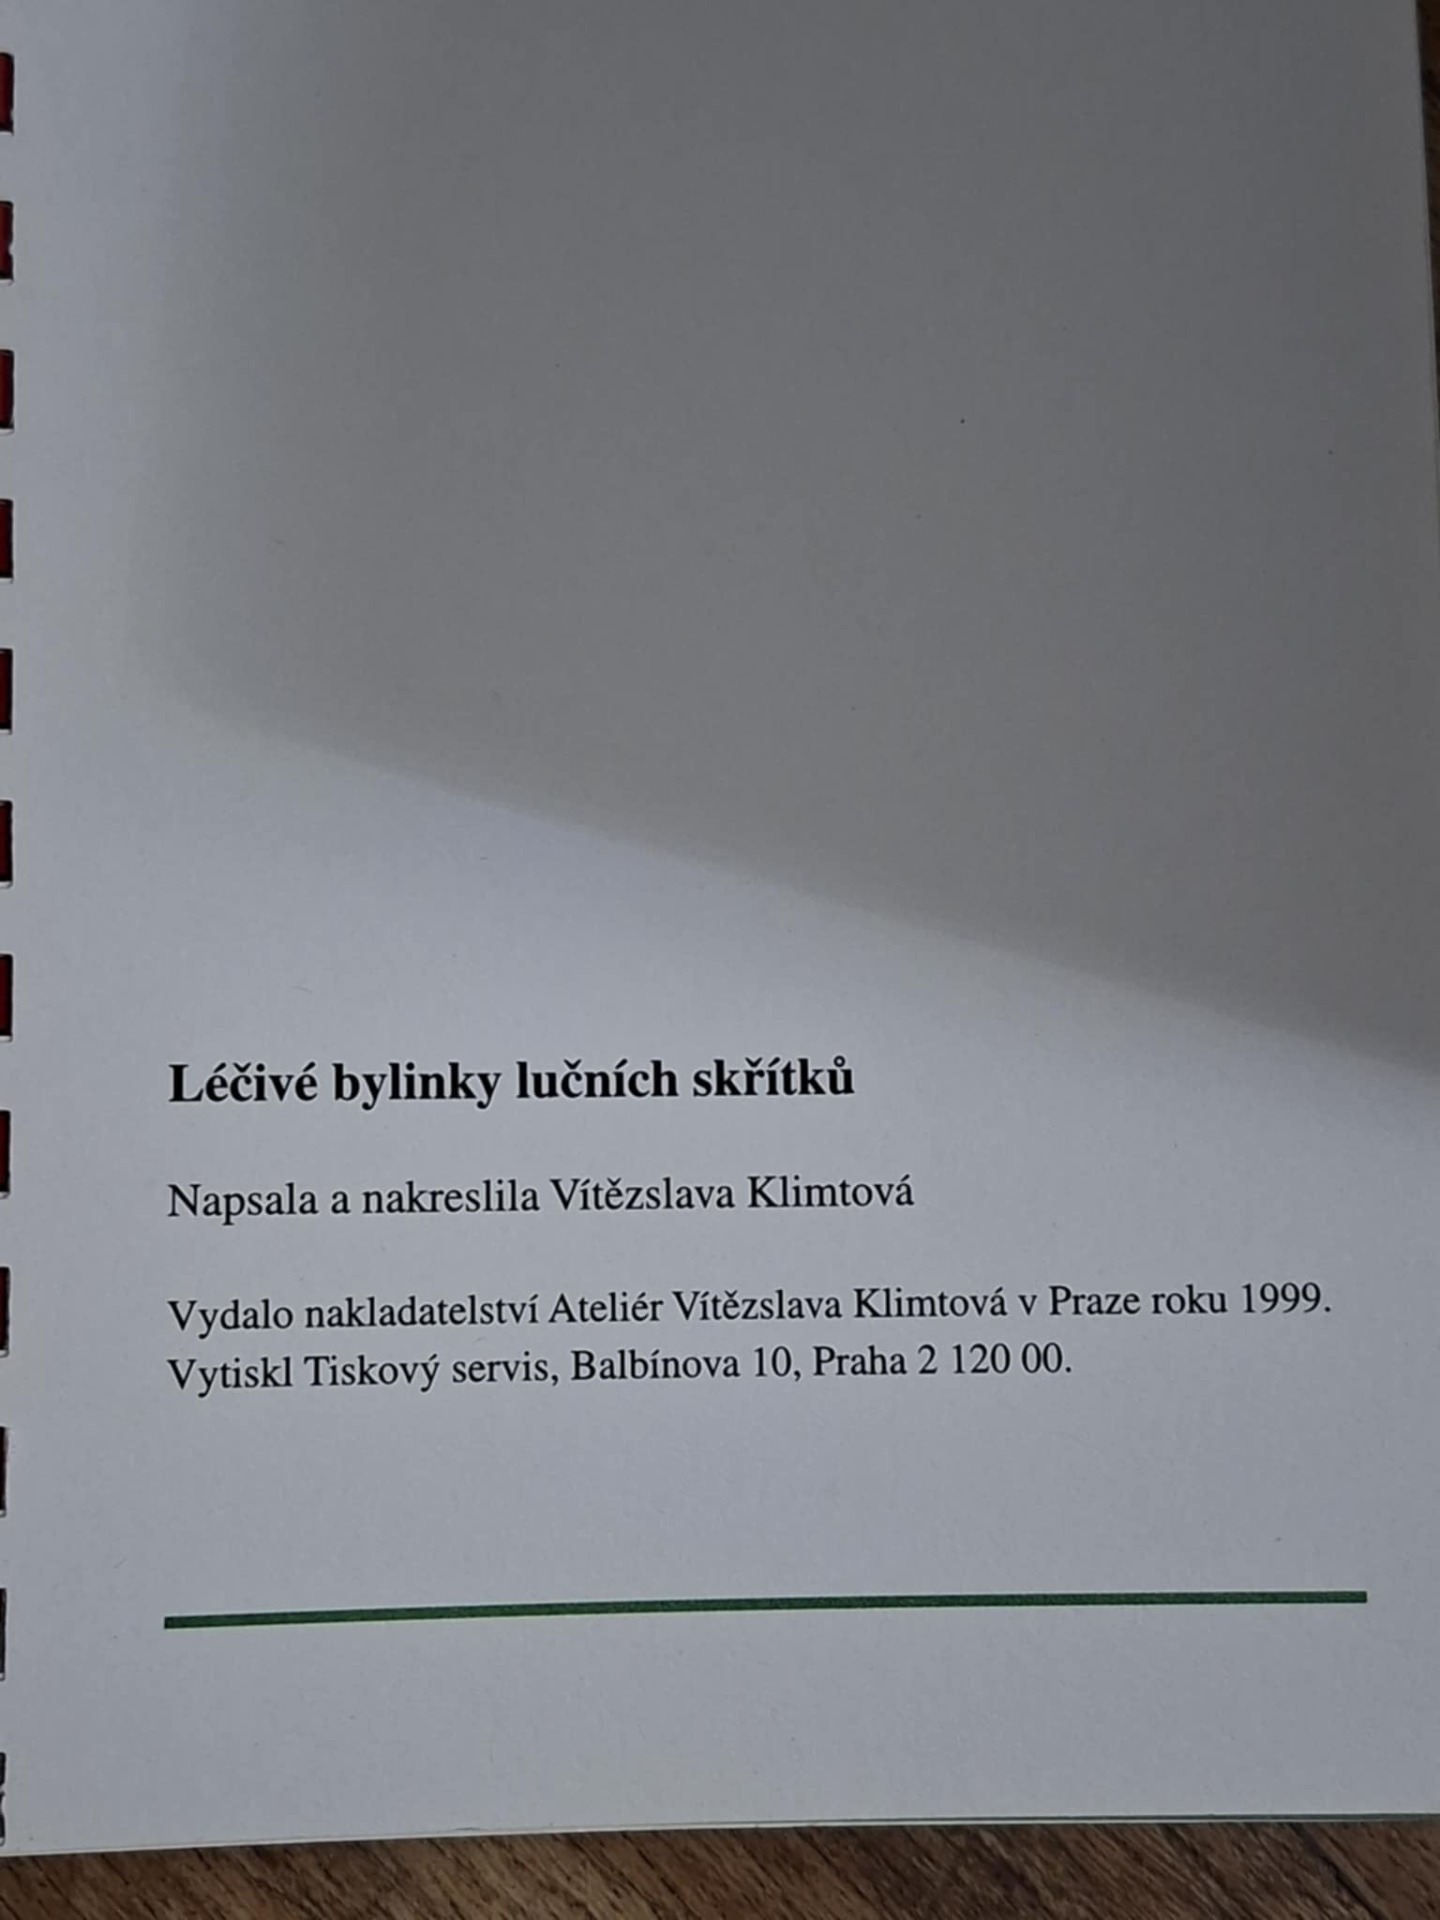 Léčivé bylinky lučních skřítků
Napsala a nakreslila Vítězslava Klimtová
Vydalo nakladatelství Ateliér Vítězslava Klimtová v Praze roku 1999.
Vytiskl Tiskový servis, Balbínova 10, Praha 2 120 00.